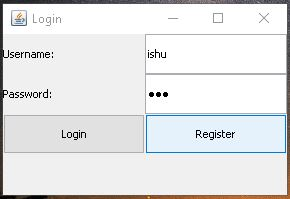 Login
Username: ishu
Password: •••
Login Register